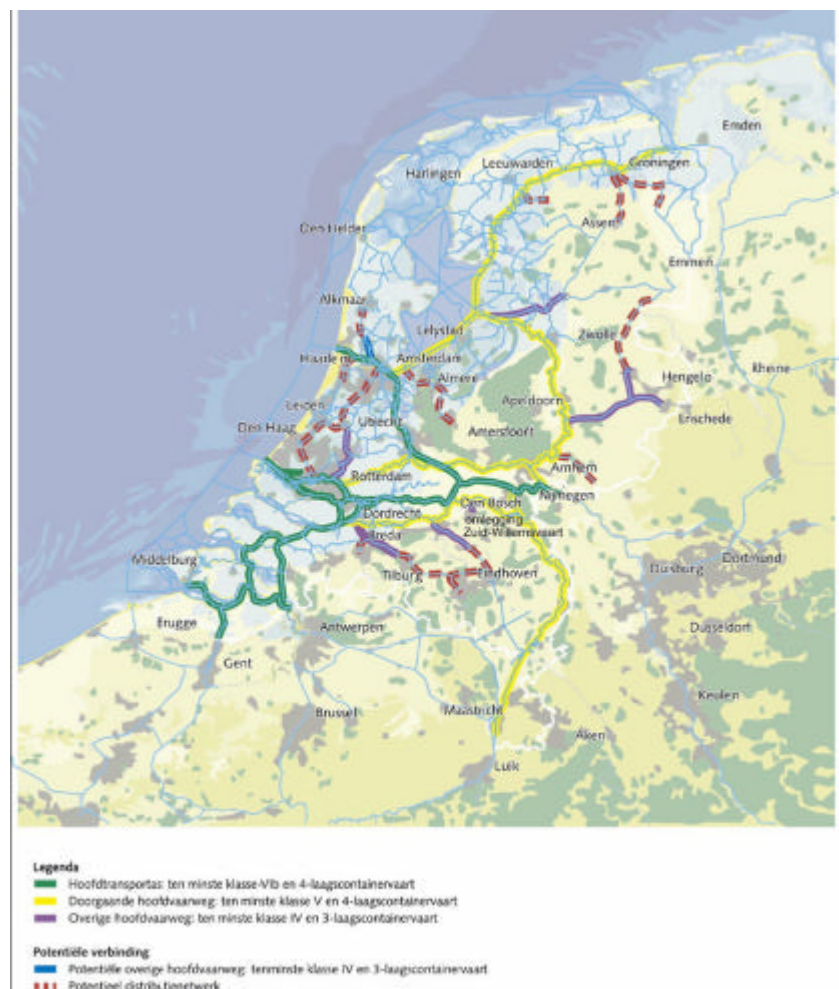 Emden
Leeuwarden
Groningen
Harlingen
Assen
Den Helder
Emmen
Alkmaar
Lelystad
Zwolle
Haarlem
Amsterdam
Rheine
Almere
Hengelo
Leiden
Apeldoorn
Enschede
Utrecht
Den Haag
Amersfoort
Arnhem
Rotterdam
Nijmegen
Den Bosch
Dordrecht
omlegging
Zuid-Willemsvaart
Breda
Middelburg
Dortmund
Duisburg
Tilburg
Eindhoven
Brugge
Antwerpen
Dusseldorf
Gent
Keulen
Maastricht
Brussel
Aken
Luik
Legenda
Hoofdtransportas: ten minste klasse-VIb en 4-laagscontainervaart
Doorgaande hoofdvaarweg: ten minste klasse V en 4-laagscontainervaart
Overige hoofdvaarweg: ten minste klasse IV en 3-laagscontainervaart
Potentiële verbinding
Potentiële overige hoofdvaarweg: tenminste klasse IV en 3-laagscontainervaart
Potentieel distributienetwerk